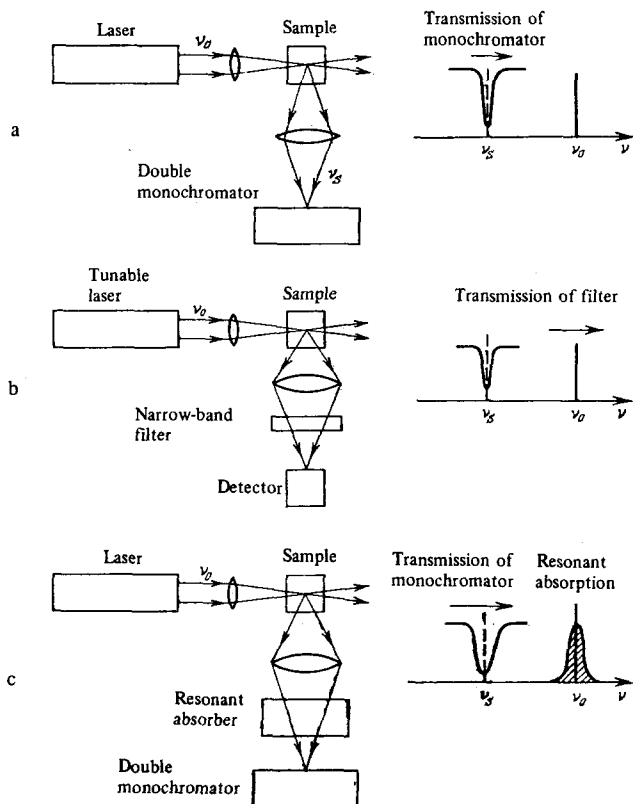 Laser
ν₀
Sample
Transmission of
monochromator
a
Double
monochromator
νₛ
νₛ
ν₀
ν
Tunable
laser
ν₀
Sample
Transmission of filter
b
Narrow-band
filter
Detector
νₛ
ν₀
ν
Laser
ν₀
Sample
Transmission of
monochromator
Resonant
absorption
c
Resonant
absorber
Double
monochromator
νₛ
ν₀
ν